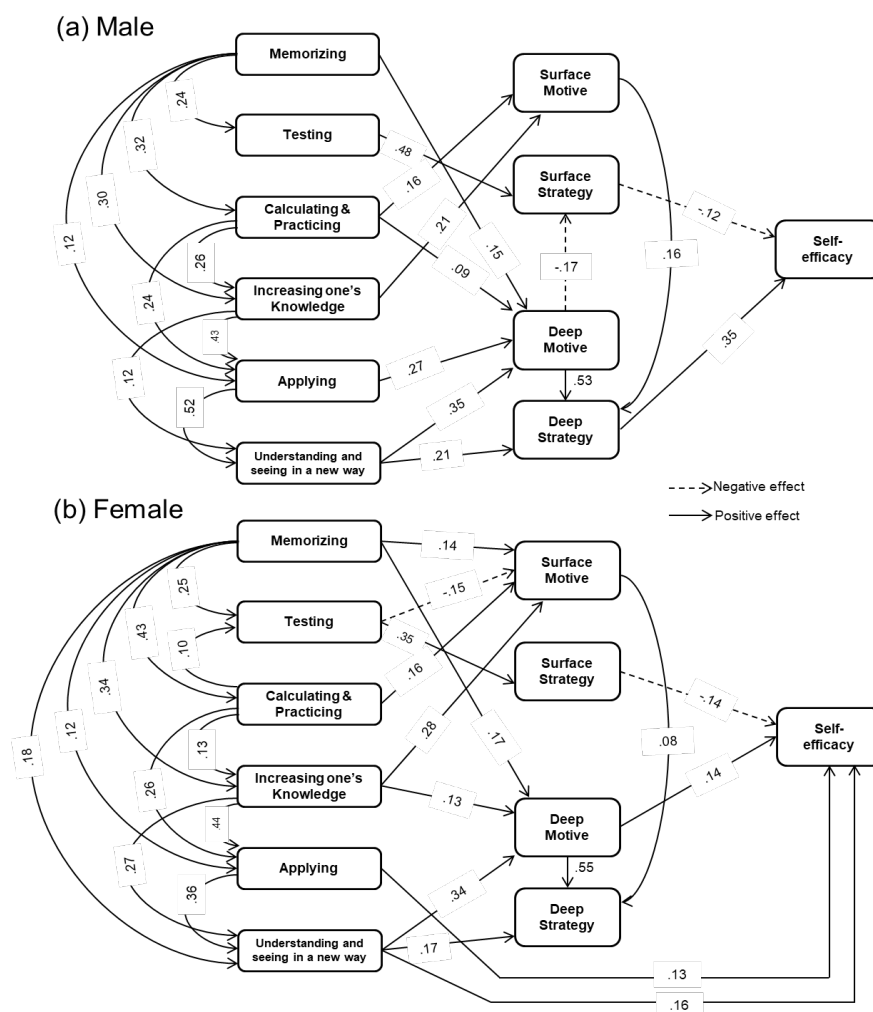 (a) Male
Memorizing
Surface
Motive
.24
Testing
.32
.48
Surface
Strategy
.16
-.12
.30
Calculating &
Practicing
.21
Self-
efficacy
.12
.26
.09
.15
-.17
.16
.24
Increasing one's
Knowledge
.43
Deep
Motive
.35
.12
Applying
.27
.53
.52
.35
Deep
Strategy
Understanding and
seeing in a new way
.21
Negative effect
Positive effect
(b) Female
Memorizing
.14
Surface
Motive
.25
-.15
Testing
.43
.10
.35
Surface
Strategy
.16
-.14
.34
Calculating &
Practicing
.12
.28
.17
.08
Self-
efficacy
.18
.13
.26
Increasing one's
Knowledge
.13
.14
.44
Deep
Motive
.27
Applying
.55
.36
.34
Deep
Strategy
Understanding and
seeing in a new way
.17
.13
.16